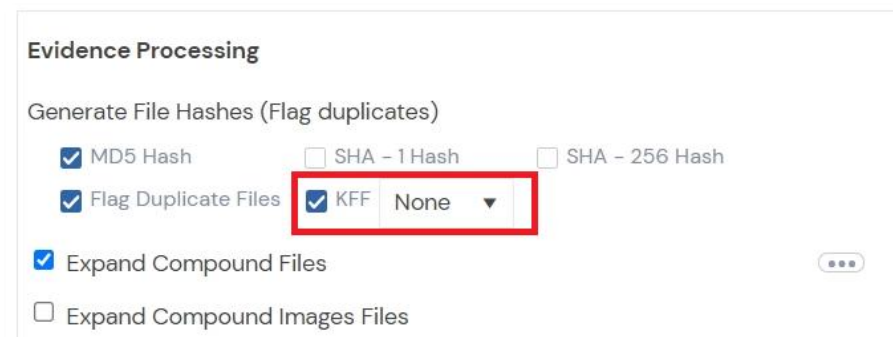 Evidence Processing
Generate File Hashes (Flag duplicates)
MD5 Hash SHA - 1 Hash SHA - 256 Hash
Flag Duplicate Files KFF None
Expand Compound Files
Expand Compound Images Files